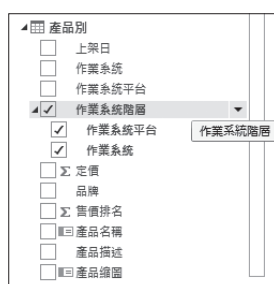 產品別
上架日
作業系統
作業系統平台
作業系統階層
作業系統平台
作業系統階層
作業系統
Σ 定價
品牌
Σ 售價排名
產品名稱
產品描述
產品縮圖